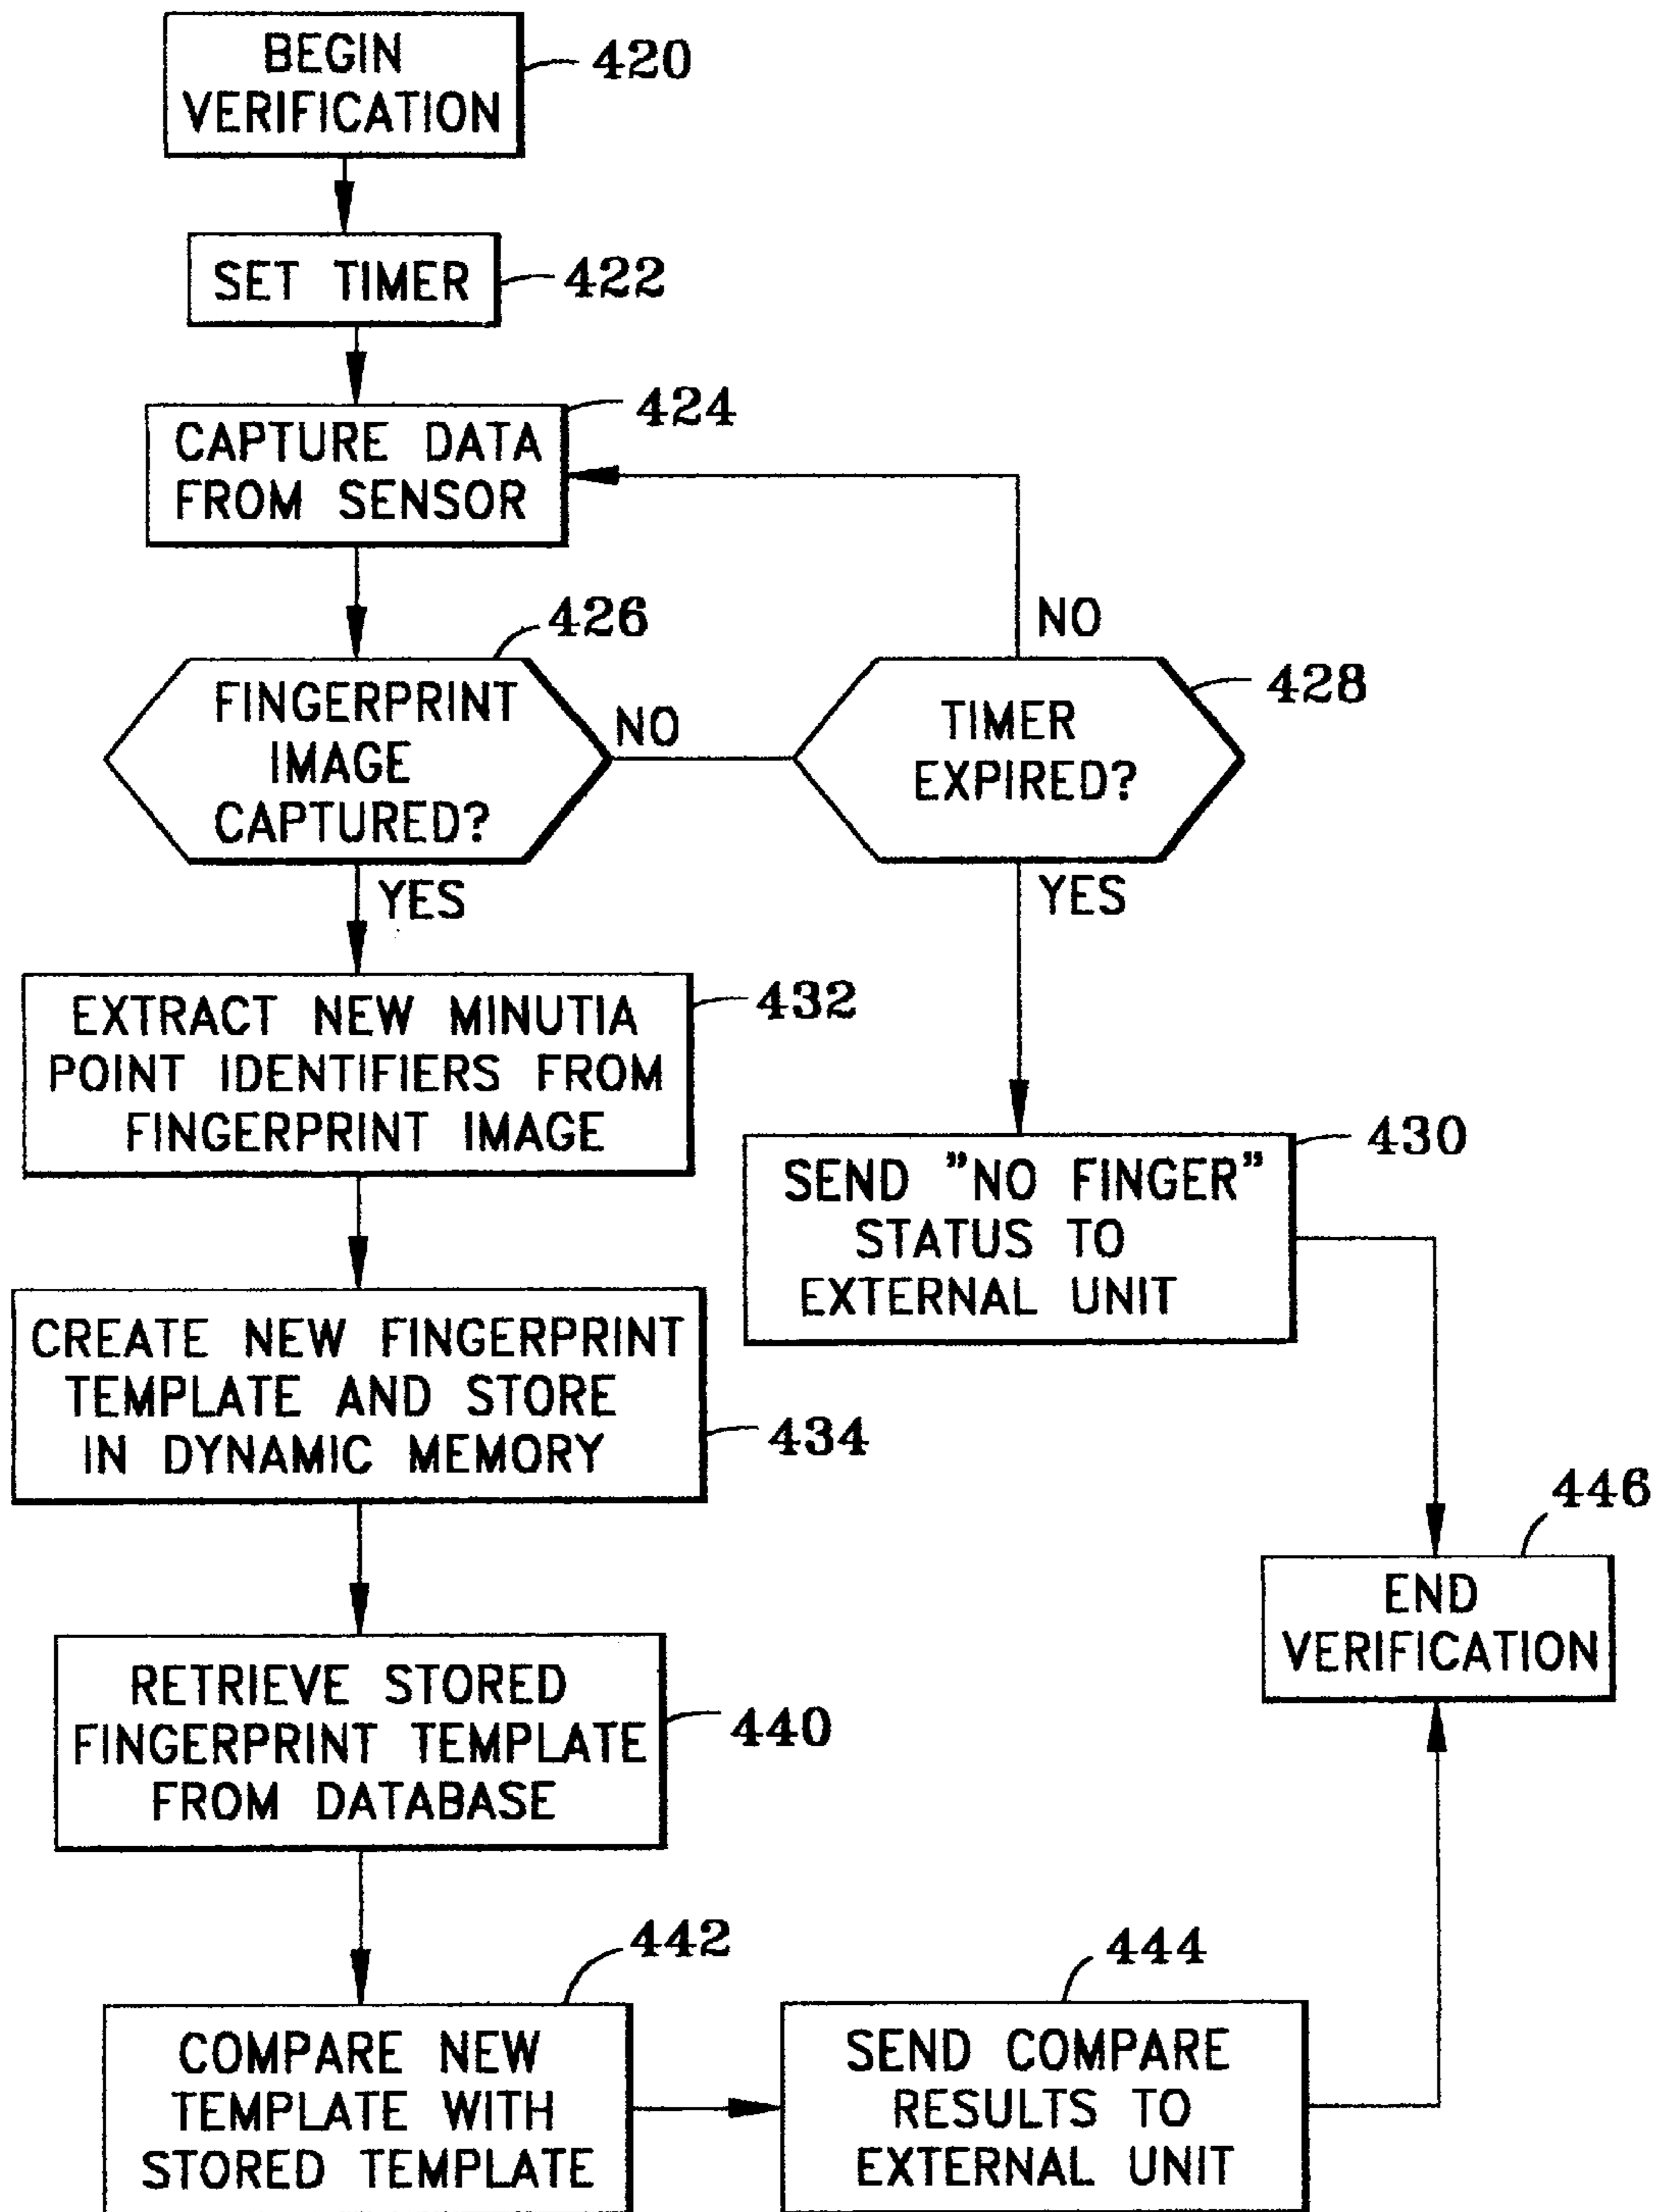 BEGIN
VERIFICATION
420
SET TIMER
422
424
CAPTURE DATA
FROM SENSOR
426
FINGERPRINT
IMAGE
CAPTURED?
NO
YES
NO
428
TIMER
EXPIRED?
YES
432
EXTRACT NEW MINUTIA
POINT IDENTIFIERS FROM
FINGERPRINT IMAGE
430
SEND "NO FINGER"
STATUS TO
EXTERNAL UNIT
CREATE NEW FINGERPRINT
TEMPLATE AND STORE
IN DYNAMIC MEMORY
434
446
END
VERIFICATION
RETRIEVE STORED
FINGERPRINT TEMPLATE
FROM DATABASE
440
442
COMPARE NEW
TEMPLATE WITH
STORED TEMPLATE
444
SEND COMPARE
RESULTS TO
EXTERNAL UNIT